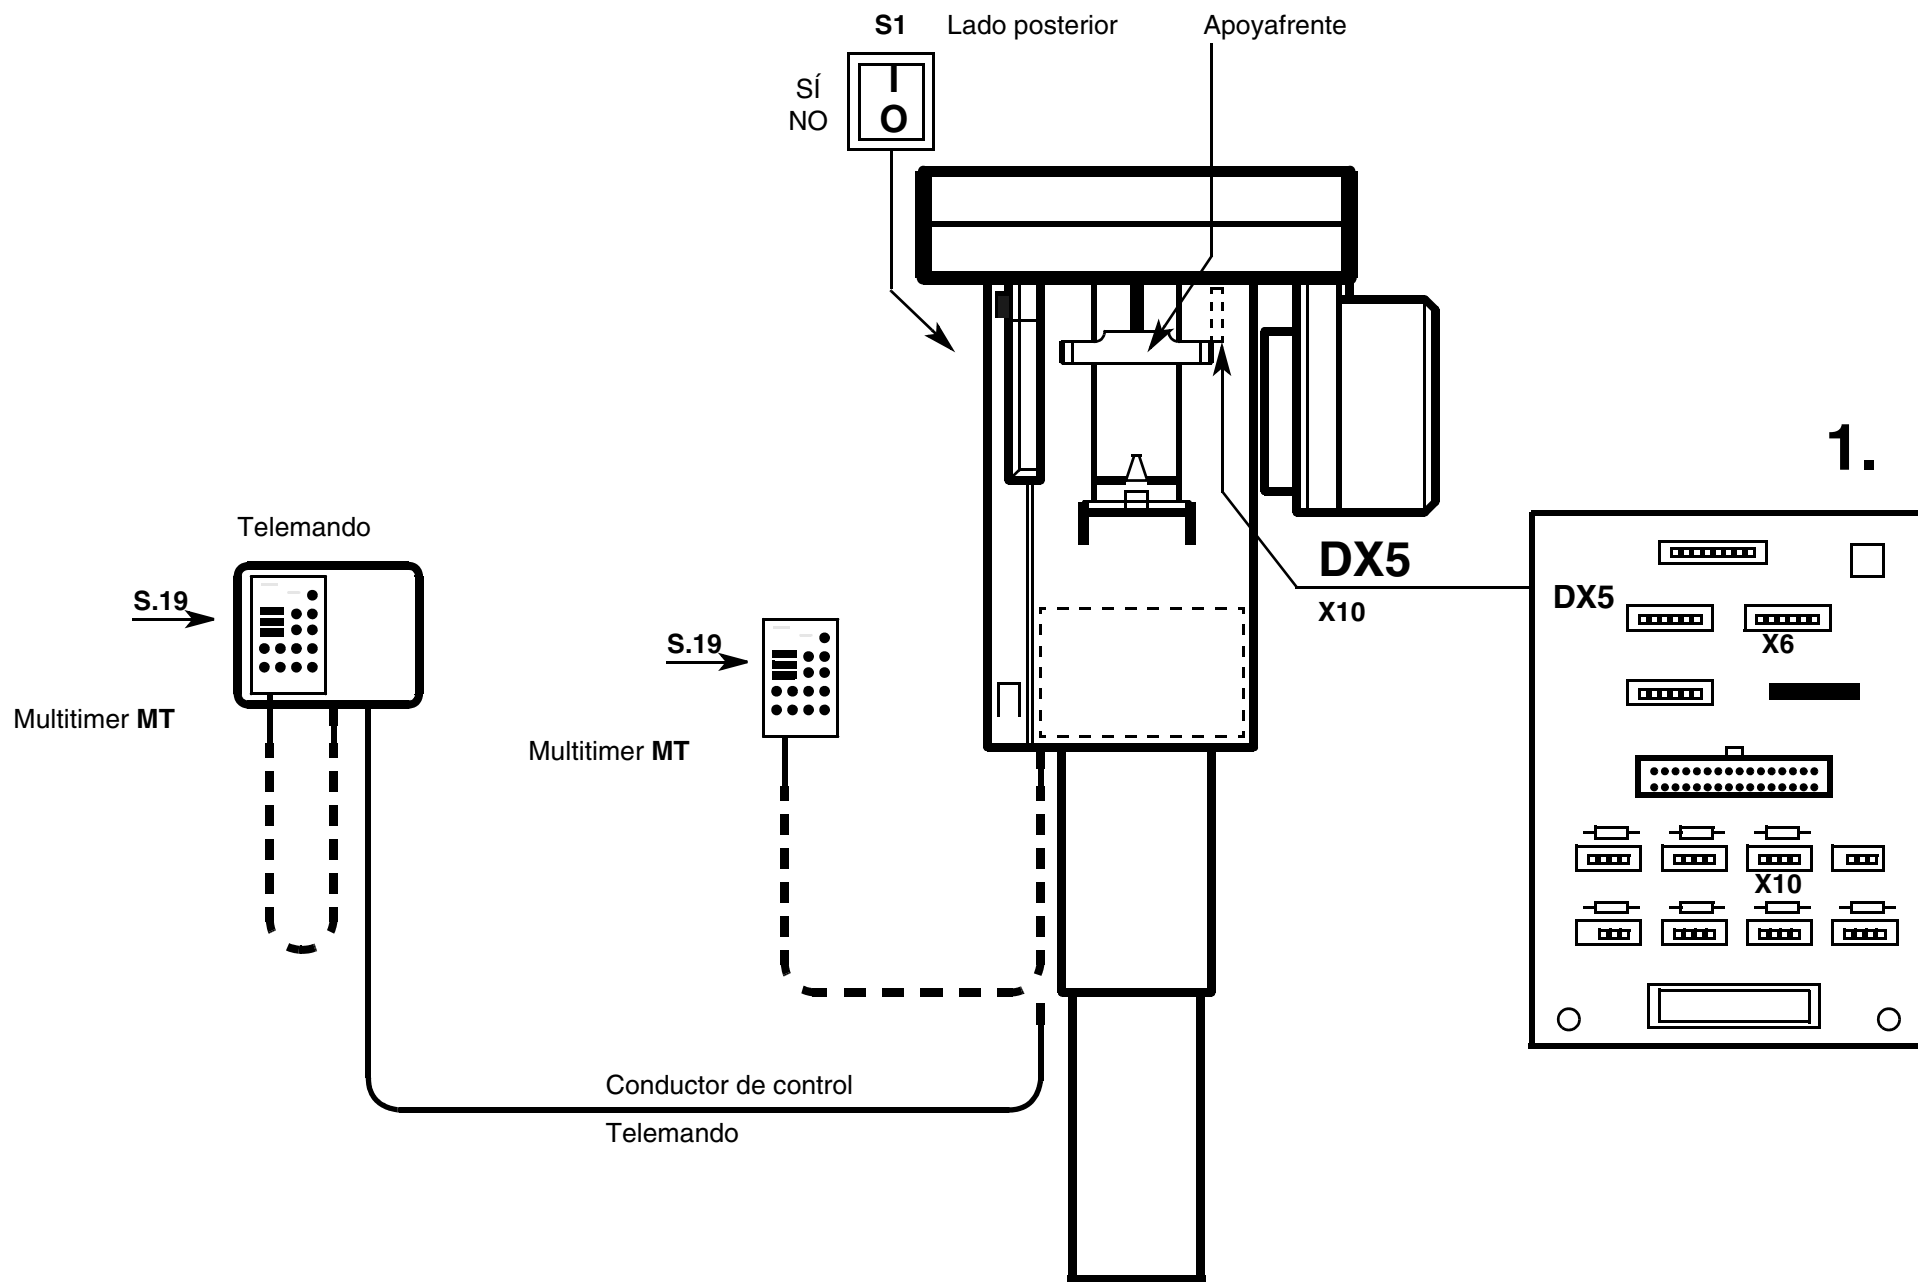 S1 Lado posterior Apoyafrente
SÍ
NO
I
O
1.
Telemando
DX5
X10
DX5
X6
S.19
S.19
Multitimer MT
Multitimer MT
X10
Conductor de control
Telemando